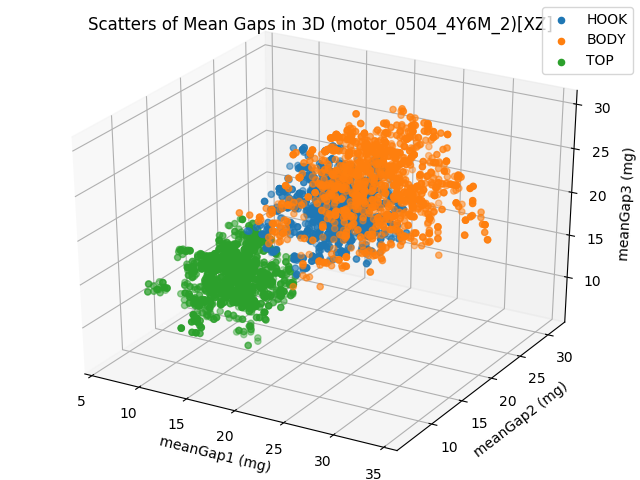 Scatters of Mean Gaps in 3D (motor_0504_4Y6M_2)[XZ]
HOOK
BODY
TOP
30
25
20
15
10
meanGap3 (mg)
30
25
20
15
10
meanGap2 (mg)
5
10
15
20
25
30
35
meanGap1 (mg)